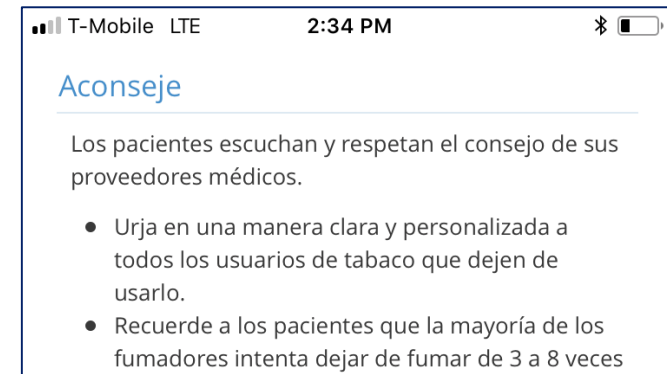 T-Mobile LTE 2:34 PM
Aconseje
Los pacientes escuchan y respetan el consejo de sus
proveedores médicos.
• Urja en una manera clara y personalizada a
todos los usuarios de tabaco que dejen de
usarlo.
• Recuerde a los pacientes que la mayoría de los
fumadores intenta dejar de fumar de 3 a 8 veces